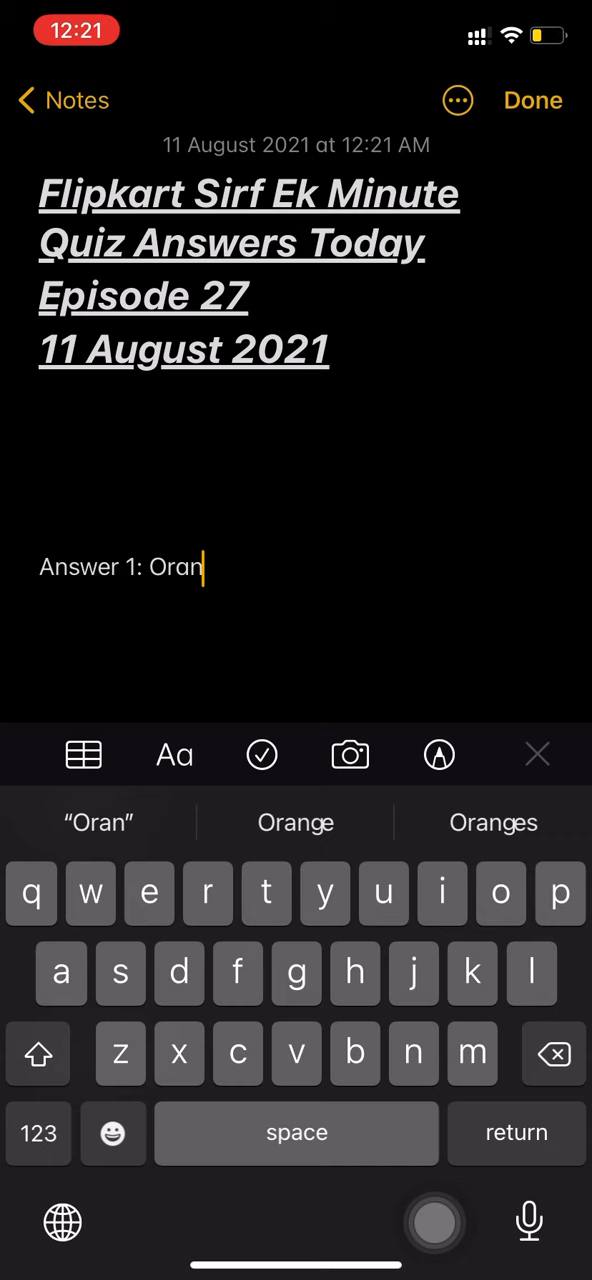 12:21
Notes
Done
11 August 2021 at 12:21 AM
Flipkart Sirf Ek Minute
Quiz Answers Today
Episode 27
11 August 2021
Answer 1: Oran
Aa
“Oran” Orange Oranges
q w e r t y u i o p
a s d f g h j k l
z x c v b n m
123 space return